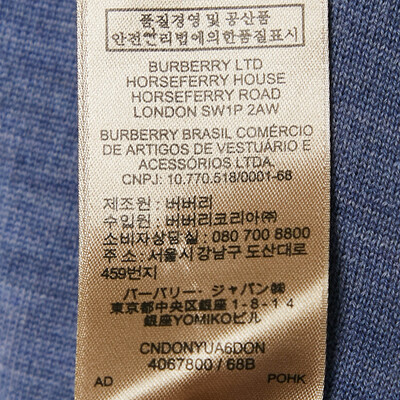 품질경영 및 공산품
안전관리법에의한품질표시
BURBERRY LTD
HORSEFERRY HOUSE
HORSEFERRY ROAD
LONDON SW1P 2AW
BURBERRY BRASIL COMÉRCIO
DE ARTIGOS DE VESTUÁRIO E
ACESSÓRIOS LTDA.
CNPJ: 10.770.518/0001-68
제조원 : 버버리
수입원 : 버버리코리아㈜
소비자상담실 : 080 700 8800
주 소 : 서울시 강남구 도산대로
459번지
バーバリー・ジャパン㈱
東京都中央区銀座1-8-14
銀座YOMIKOビル
CNDONYUA6DON
4067800 / 68B
AD POHK